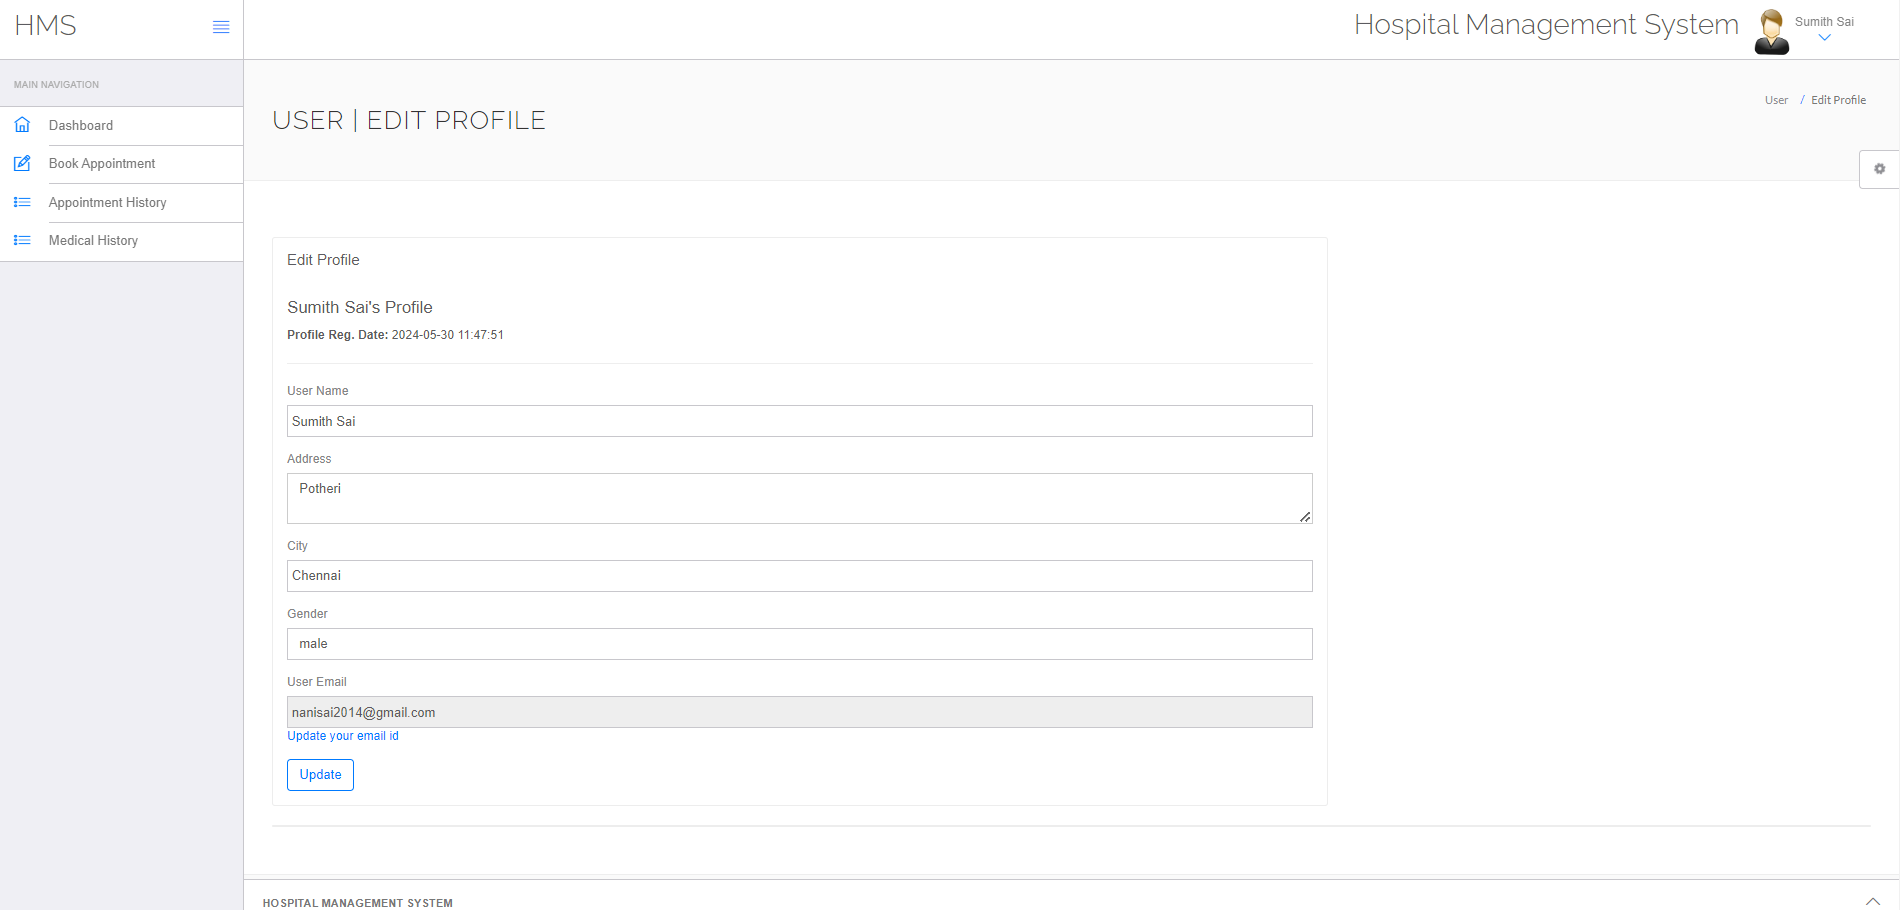 HMS
Hospital Management System
Sumith Sai
MAIN NAVIGATION
Dashboard
Book Appointment
Appointment History
Medical History
USER | EDIT PROFILE
User / Edit Profile
Edit Profile
Sumith Sai's Profile
Profile Reg. Date: 2024-05-30 11:47:51
User Name
Sumith Sai
Address
Potheri
City
Chennai
Gender
male
User Email
nanisai2014@gmail.com
Update your email id
Update
HOSPITAL MANAGEMENT SYSTEM